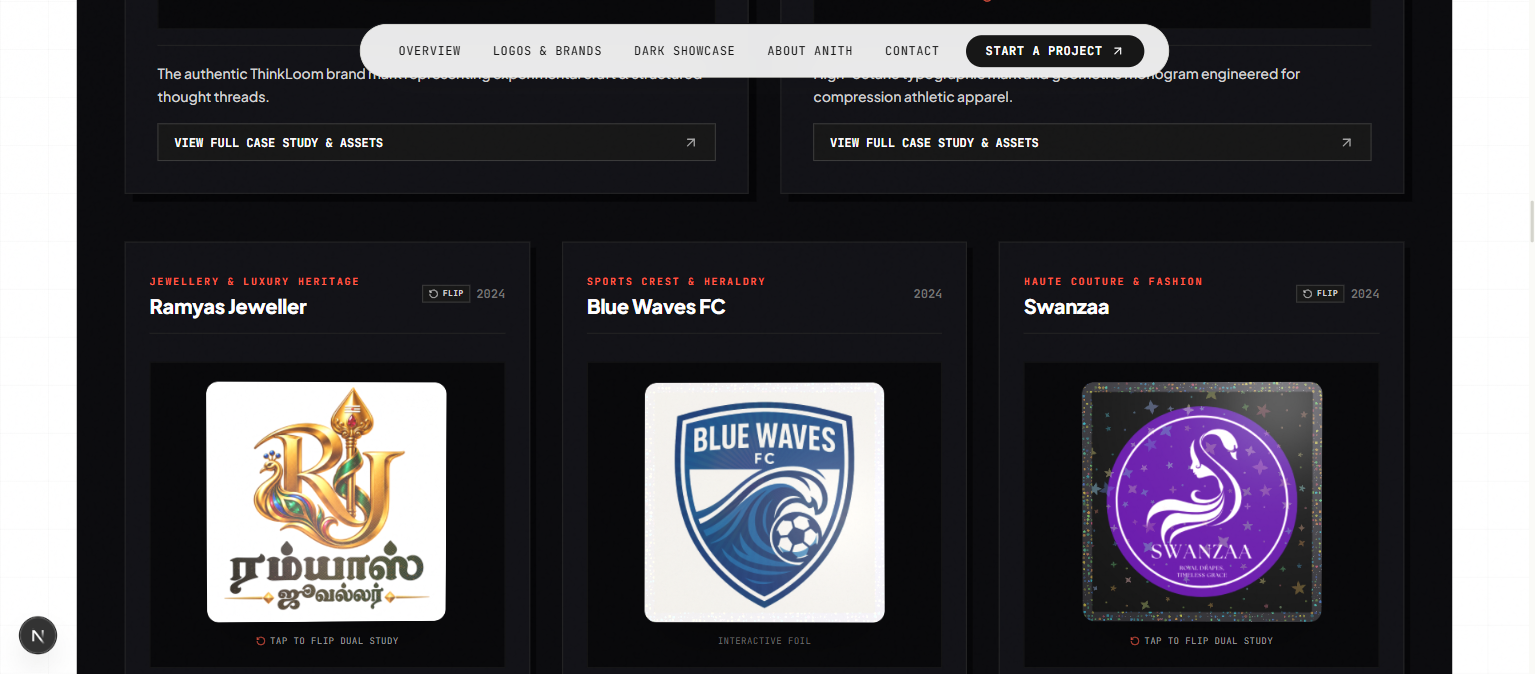 OVERVIEW
LOGOS & BRANDS
DARK SHOWCASE
ABOUT ANITH
CONTACT
START A PROJECT
The authentic ThinkLoom brand
thought threads.
VIEW FULL CASE STUDY & ASSETS
monogram engineered for
compression athletic apparel.
VIEW FULL CASE STUDY & ASSETS
JEWELLERY & LUXURY HERITAGE
Ramyas Jeweller
FLIP
2024
ரம்யாஸ்
ஜுவல்லர்
TAP TO FLIP DUAL STUDY
SPORTS CREST & HERALDRY
Blue Waves FC
2024
BLUE WAVES
FC
INTERACTIVE FOIL
HAUTE COUTURE & FASHION
Swanzaa
FLIP
2024
SWANZAA
ROYAL DRAPES,
TIMELESS GRACE
TAP TO FLIP DUAL STUDY
N